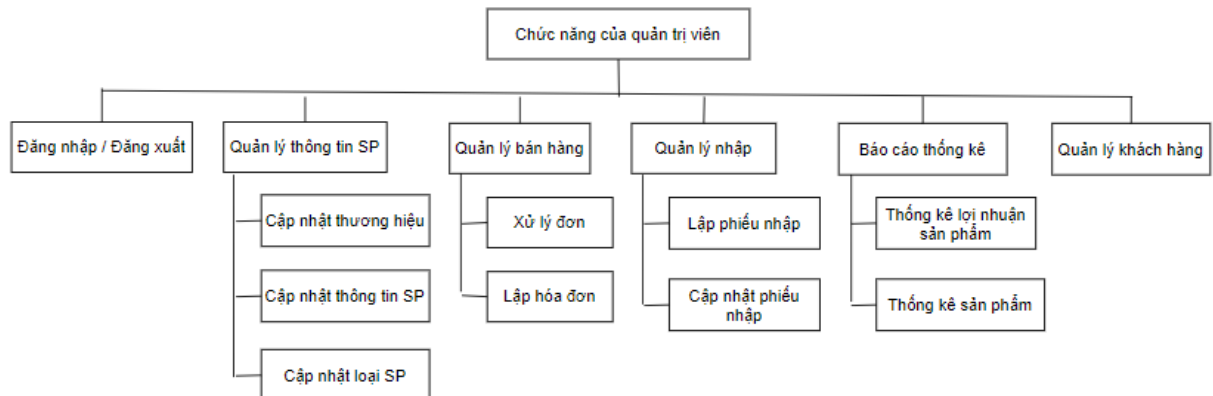 Chức năng của quản trị viên
Đăng nhập / Đăng xuất
Quản lý thông tin SP
Quản lý bán hàng
Quản lý nhập
Báo cáo thống kê
Quản lý khách hàng
Cập nhật thương hiệu
Cập nhật thông tin SP
Cập nhật loại SP
Xử lý đơn
Lập hóa đơn
Lập phiếu nhập
Cập nhật phiếu
nhập
Thống kê lợi nhuận
sản phẩm
Thống kê sản phẩm